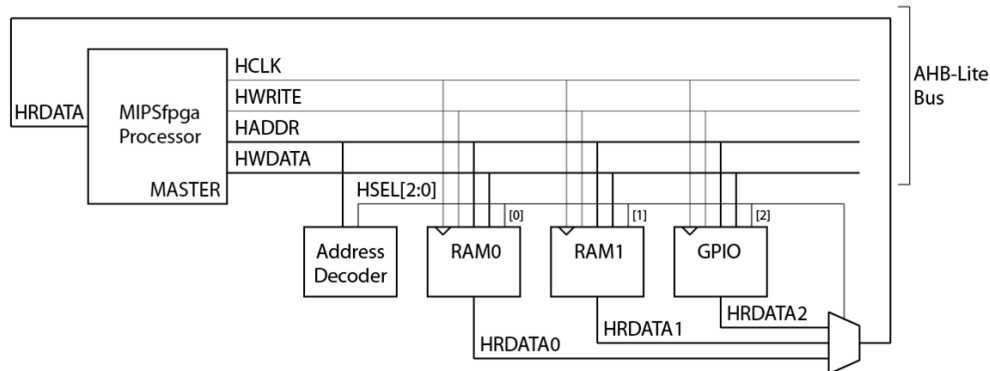 HCLK
AHB-Lite
Bus
HWRITE
HRDATA
MIPSfpga
Processor
HADDR
HWDATA
MASTER
HSEL[2:0]
[0]
[1]
[2]
Address
Decoder
RAM0
RAM1
GPIO
HRDATA2
HRDATA1
HRDATA0